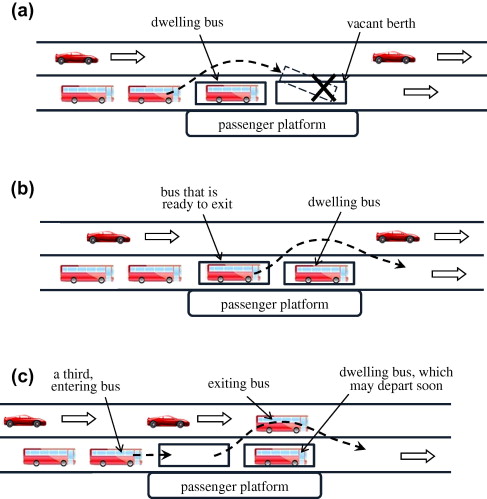 (a)
dwelling bus
vacant berth
passenger platform
(b)
bus that is
ready to exit
dwelling bus
passenger platform
(c)
a third,
entering bus
exiting bus
dwelling bus, which
may depart soon
passenger platform